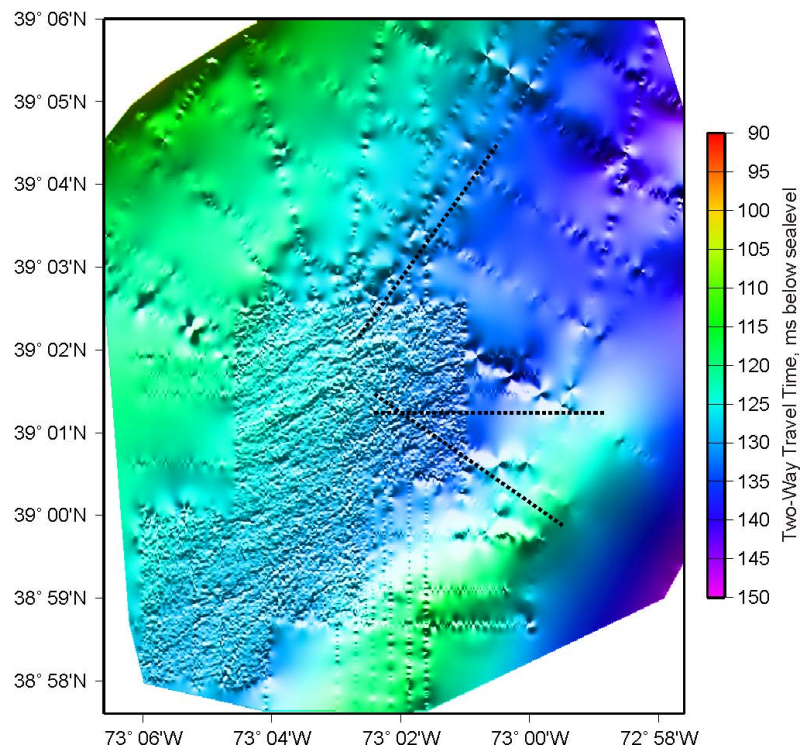 39° 06'N
39° 05'N
39° 04'N
39° 03'N
39° 02'N
39° 01'N
39° 00'N
38° 59'N
38° 58'N
73° 06'W 73° 04'W 73° 02'W 73° 00'W 72° 58'W
90
95
100
105
110
115
120
125
130
135
140
145
150
Two-Way Travel Time, ms below sealevel